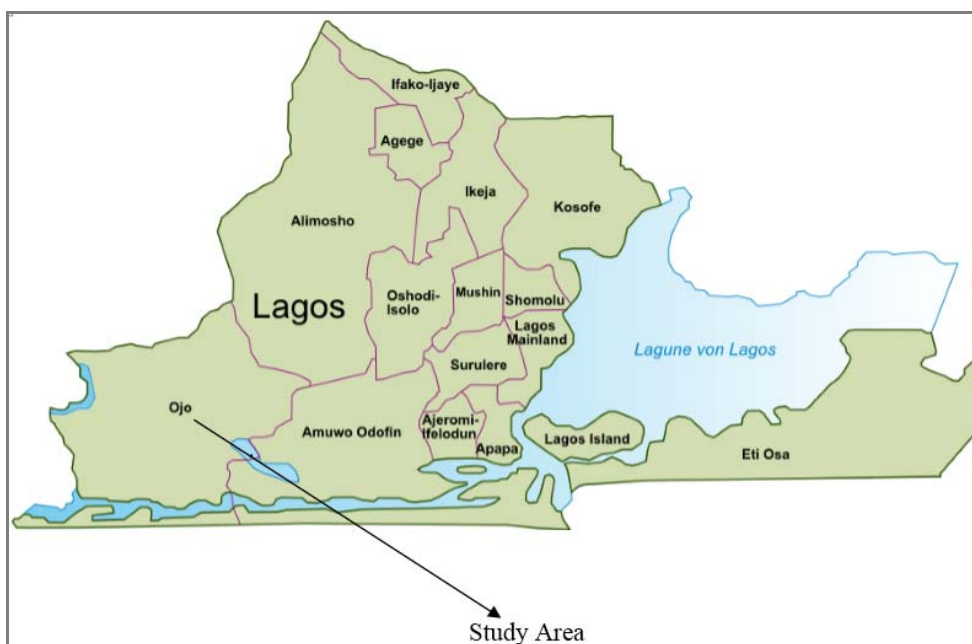 Ifako-Ijaye
Agege
Ikeja
Kosofe
Alimosho
Lagos
Oshodi-
Isolo
Mushin
Shomolu
Lagos
Mainland
Surulere
Lagune von Lagos
Ojo
Amuwo Odofin
Ajeromi-
Ifelodun
Apapa
Lagos Island
Eti Osa
Study Area